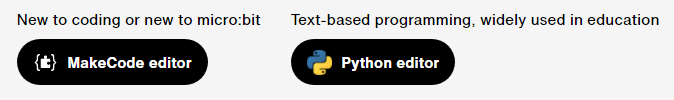 New to coding or new to micro:bit
Text-based programming, widely used in education
MakeCode editor
Python editor